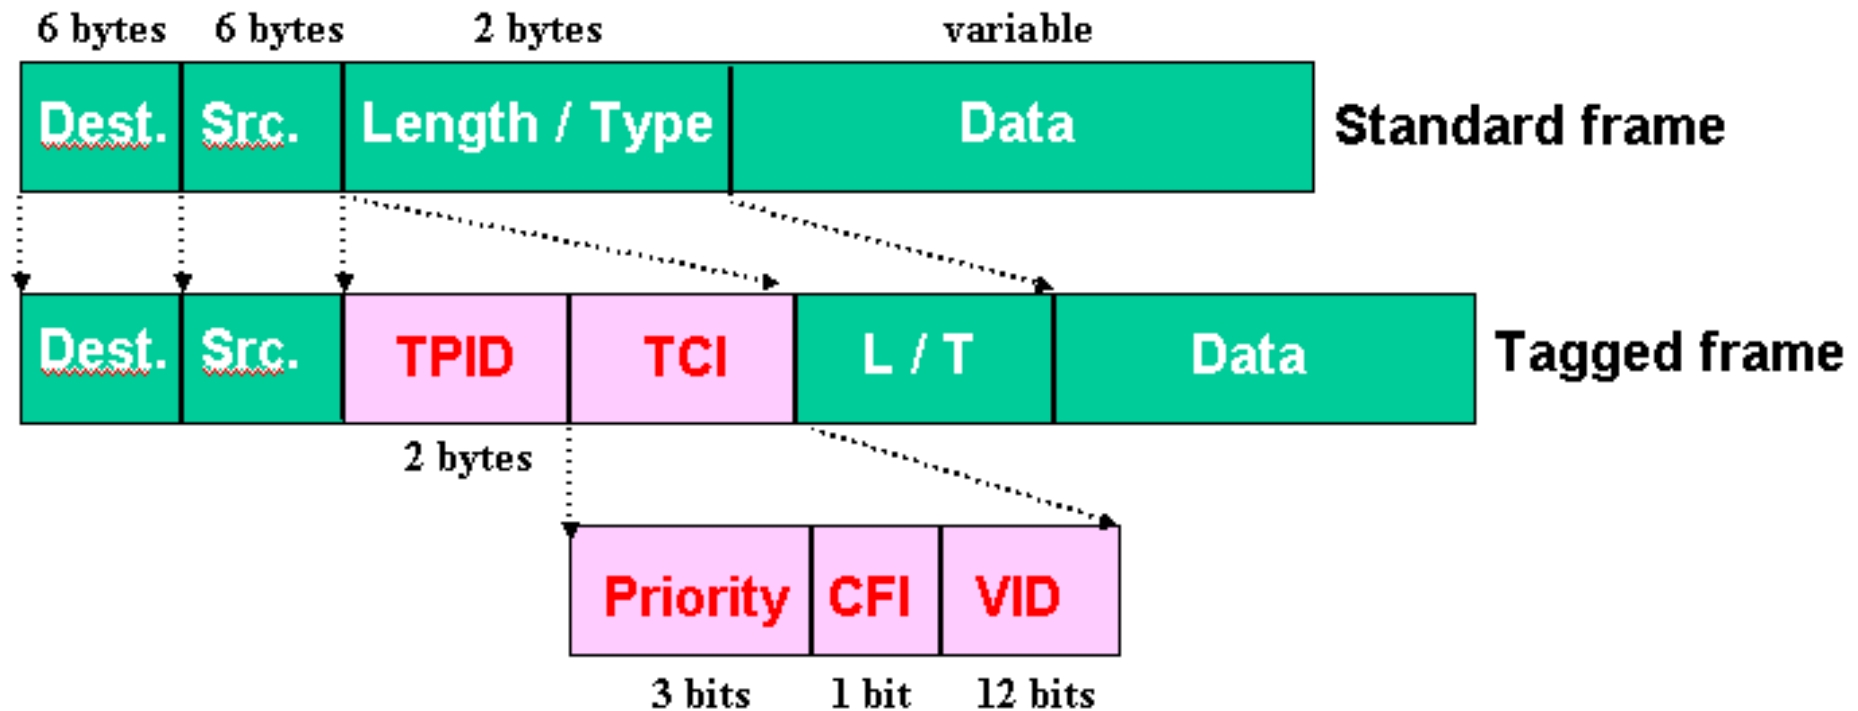 6 bytes 6 bytes 2 bytes variable
Dest. Src. Length / Type Data Standard frame
Dest. Src. TPID TCI L / T Data Tagged frame
2 bytes
Priority CFI VID
3 bits 1 bit 12 bits